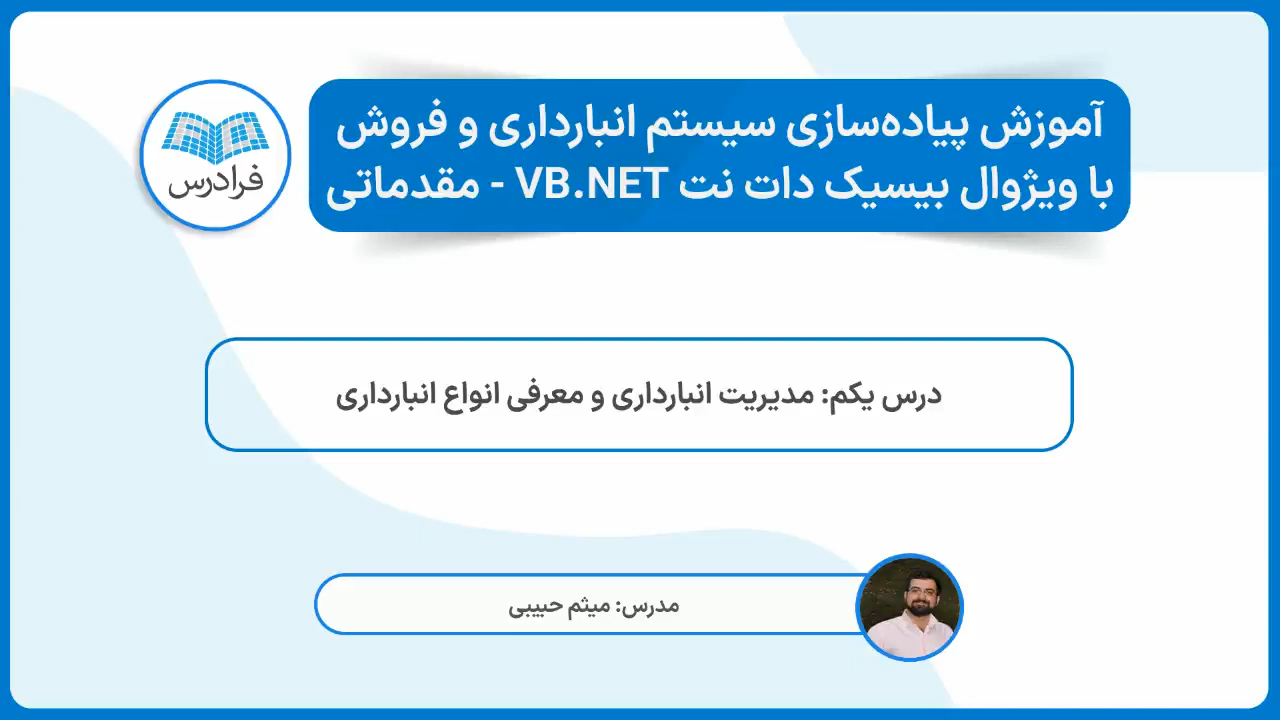 آموزش پیاده‌سازی سیستم انبارداری و فروش
با ویژوال بیسیک دات نت VB.NET - مقدماتی
فرادرس
درس یکم: مدیریت انبارداری و معرفی انواع انبارداری
مدرس: میثم حبیبی